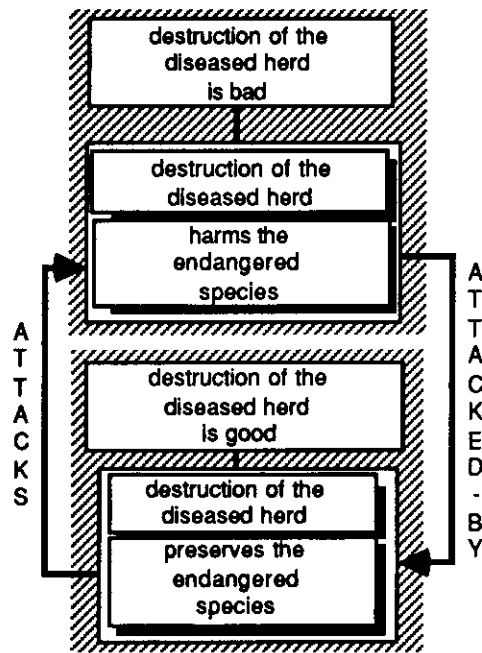 destruction of the
diseased herd
is bad
destruction of the
diseased herd
harms the
endangered
species
ATTACKS
ATTACKED-BY
destruction of the
diseased herd
is good
destruction of the
diseased herd
preserves the
endangered
species